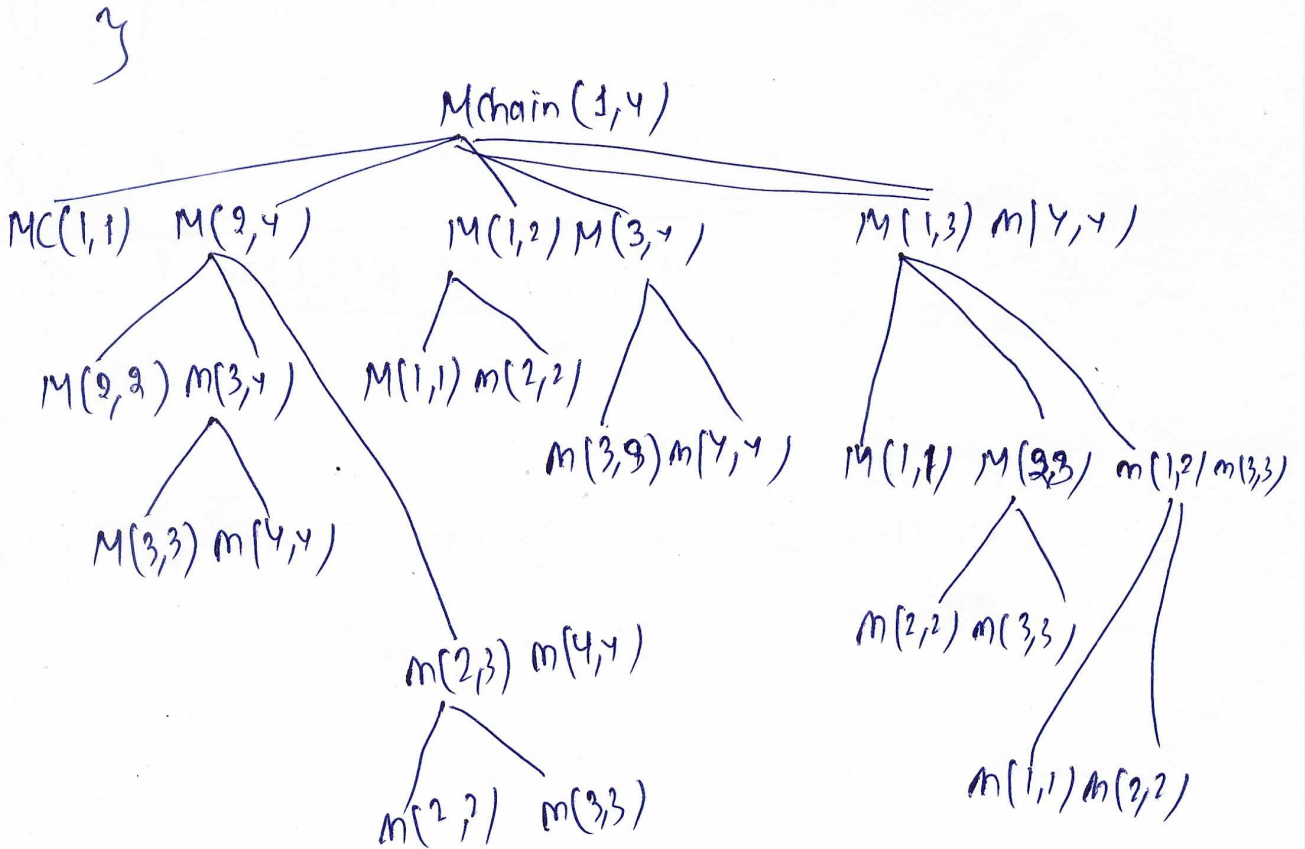 }
MChain (1,4)
MC(1,1) M(2,4) M(1,2) M(3,4) M(1,3) m(4,4)
M(2,2) m(3,4) M(1,1) m(2,2)
m(3,3) m(4,4) M(1,1) M(2,3) m(1,2) m(3,3)
M(3,3) m(4,4)
m(2,2) m(3,3)
m(2,3) m(4,4)
m(1,1) m(2,2)
m(2,2) m(3,3)